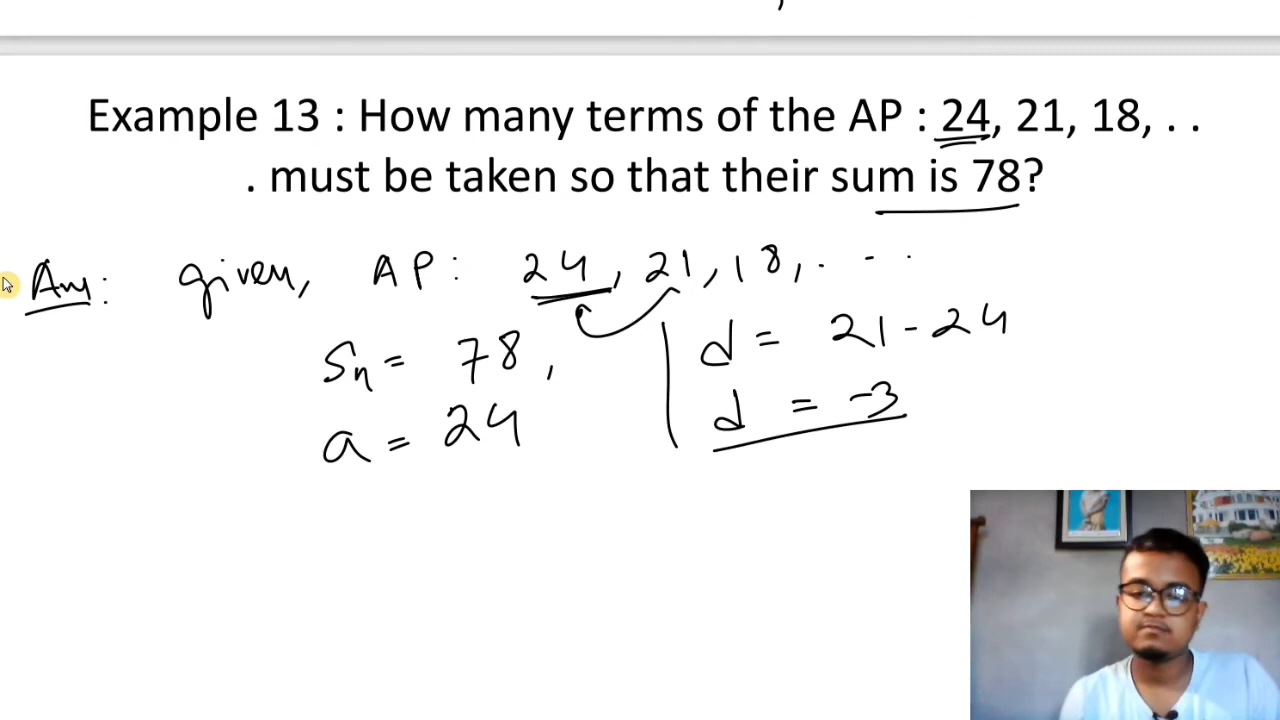 Example 13 : How many terms of the AP : 24, 21, 18, . .
. must be taken so that their sum is 78?
Ans: given, AP: 24, 21, 18, . - - .
Sn = 78,
d = 21 - 24
a = 24
d = -3